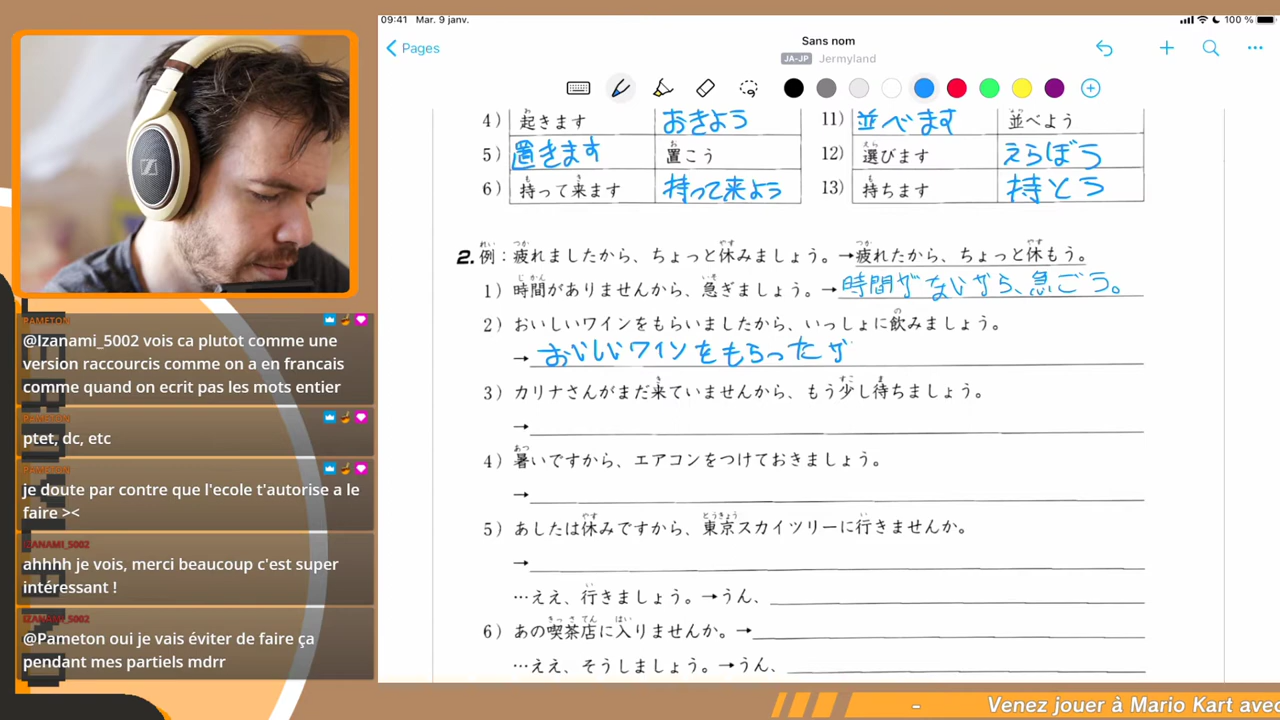 09:41 Mar. 9 janv.
100 %
Pages
Sans nom
JA-JP Jermyland
4) 起きます おきよう 11) 並べます 並べよう
5) 置きます 置こう 12) 選びます えらぼう
6) 持って来ます 持って来よう 13) 持ちます 持とう
2. 例：疲れましたから、ちょっと休みましょう。→疲れたから、ちょっと休もう。
1) 時間がありませんから、急ぎましょう。→時間がないがら、急ごう。
2) おいしいワインをもらいましたから、いっしょに飲みましょう。
→ おいしいワインをもらったが
3) カリナさんがまだ来ていませんから、もう少し待ちましょう。
→
4) 暑いですから、エアコンをつけておきましょう。
→
5) あしたは休みですから、東京スカイツリーに行きませんか。
→
…ええ、行きましょう。→うん、
6) あの喫茶店に入りませんか。→
…ええ、そうしましょう。→うん、
PAMETON
@Izanami_5002 vois ca plutot comme une
version raccourcis comme on a en francais
comme quand on ecrit pas les mots entier
PAMETON
ptet, dc, etc
PAMETON
je doute par contre que l'ecole t'autorise a le
faire ><
IZANAMI_5002
ahhhh je vois, merci beaucoup c'est super
intéressant !
IZANAMI_5002
@Pameton oui je vais éviter de faire ça
pendant mes partiels mdrr
- Venez jouer à Mario Kart avec